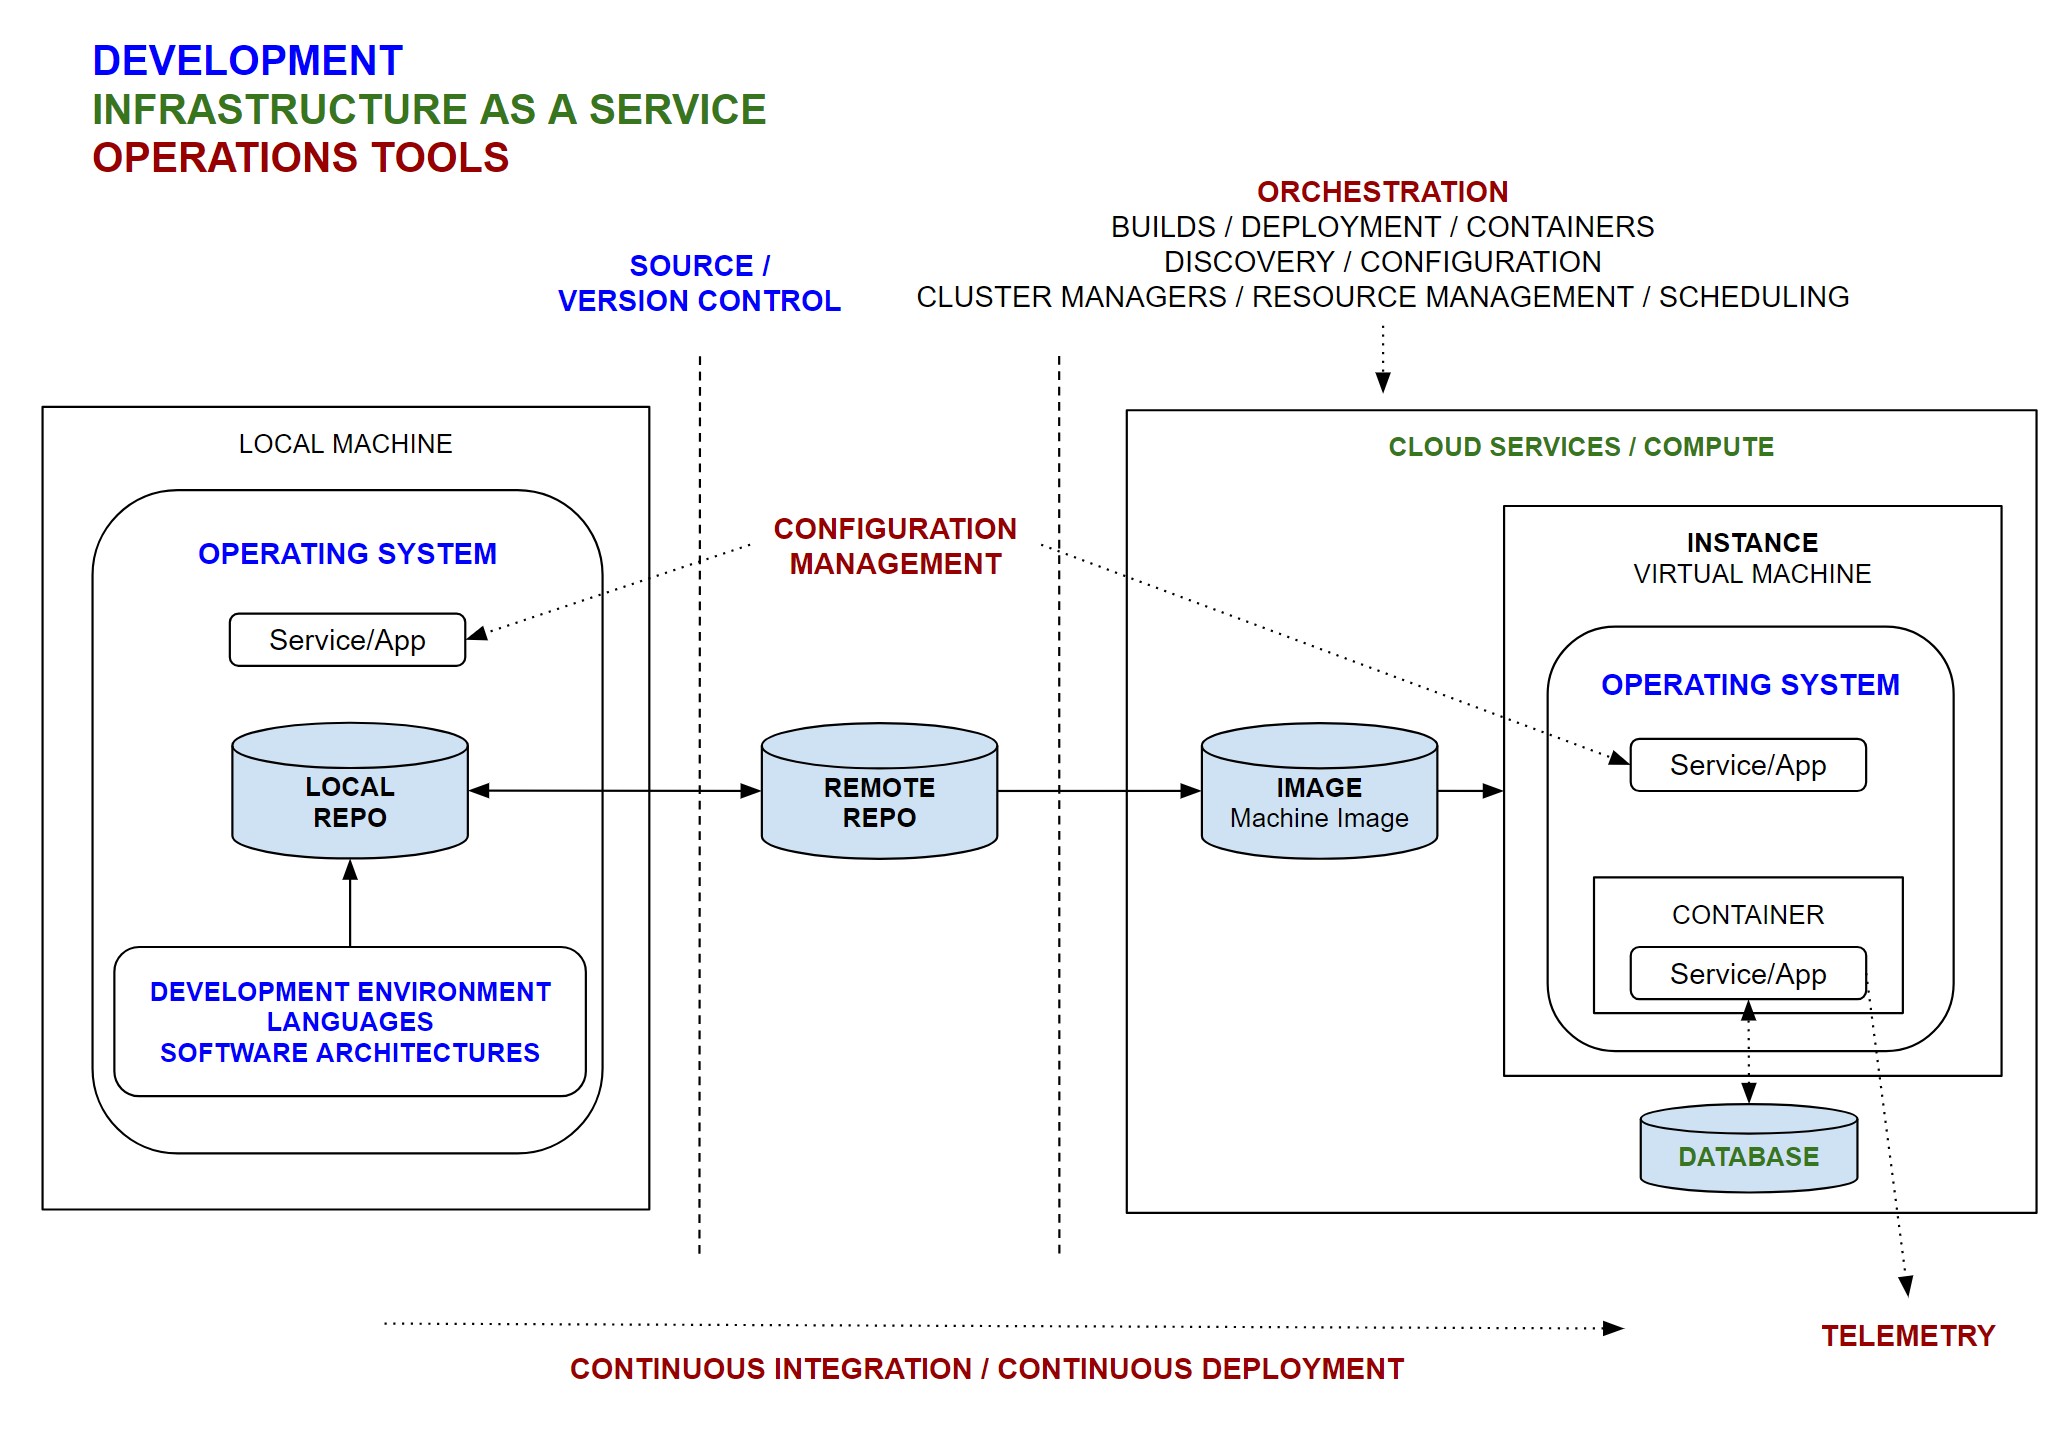 DEVELOPMENT
INFRASTRUCTURE AS A SERVICE
OPERATIONS TOOLS
ORCHESTRATION
BUILDS / DEPLOYMENT / CONTAINERS
DISCOVERY / CONFIGURATION
CLUSTER MANAGERS / RESOURCE MANAGEMENT / SCHEDULING
SOURCE /
VERSION CONTROL
LOCAL MACHINE
OPERATING SYSTEM
Service/App
LOCAL
REPO
DEVELOPMENT ENVIRONMENT
LANGUAGES
SOFTWARE ARCHITECTURES
CONFIGURATION
MANAGEMENT
REMOTE
REPO
CLOUD SERVICES / COMPUTE
IMAGE
Machine Image
INSTANCE
VIRTUAL MACHINE
OPERATING SYSTEM
Service/App
CONTAINER
Service/App
DATABASE
TELEMETRY
CONTINUOUS INTEGRATION / CONTINUOUS DEPLOYMENT